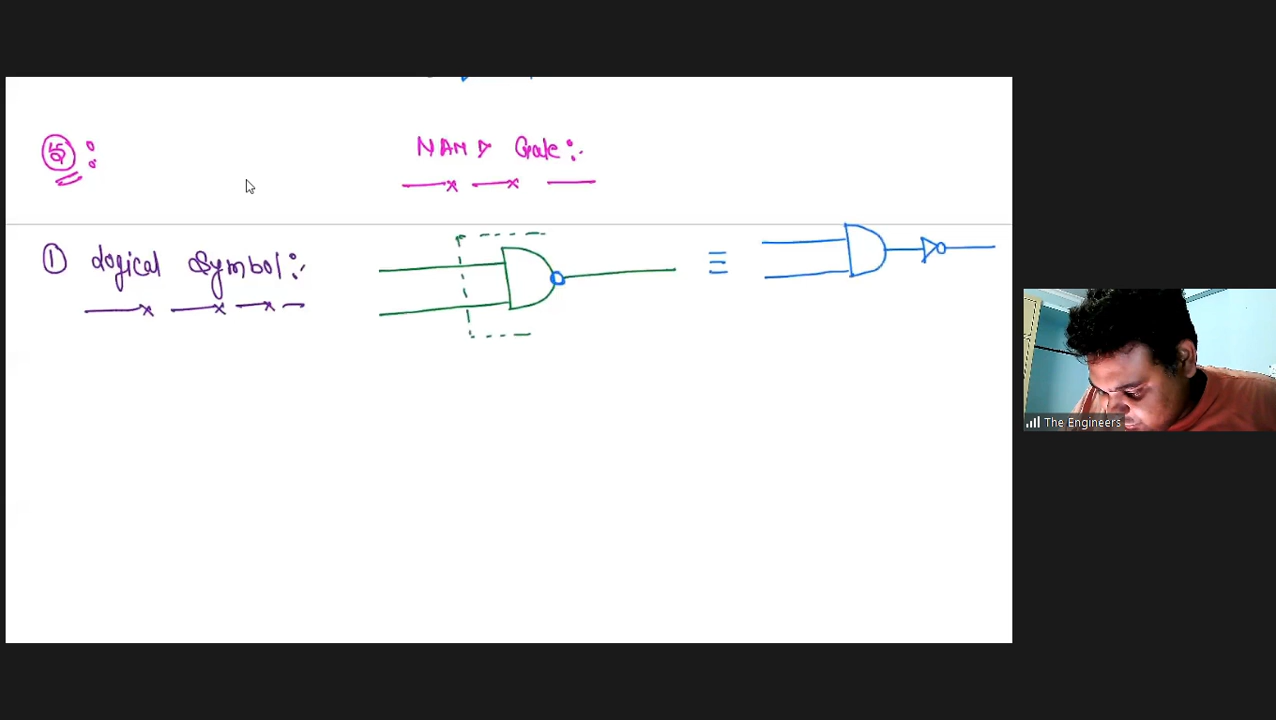 5 :
NAND Gate :-
① Logical Symbol :-
≡
The Engineers